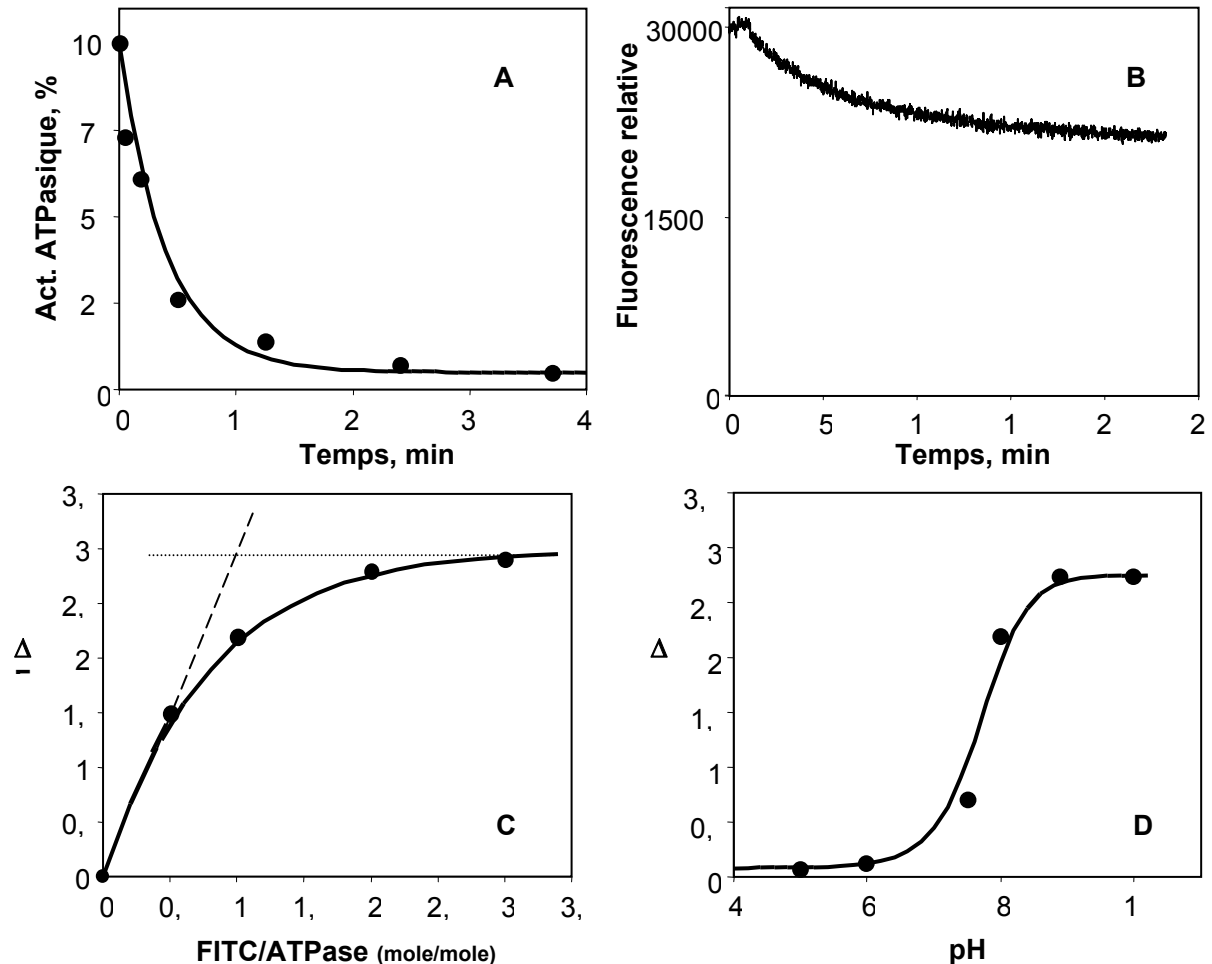 10
7
5
2
0
Act. ATPasique, %
A
0 1 2 3 4
Temps, min
30000
1500
0
Fluorescence relative
B
0 5 1 1 2 2
Temps, min
3,
3
2,
2
1,
1
0,
0
Δ
C
0 0, 1 1, 2 2, 3 3,
FITC/ATPase (mole/mole)
3,
3
2,
2
1,
1
0,
0
Δ
D
4 6 8 1
pH